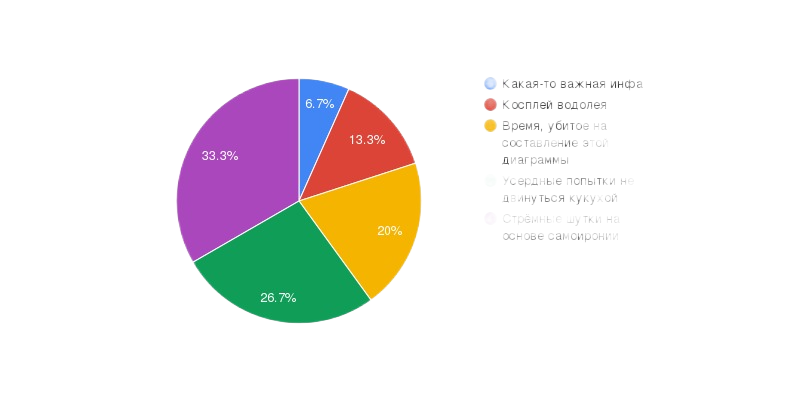 6.7%
13.3%
33.3%
20%
26.7%
Какая-то важная инфа
Косплей водолея
Время, убитое на
составление этой
диаграммы
Усердные попытки не
двинуться кукухой
Стрёмные шутки на
основе самоиронии